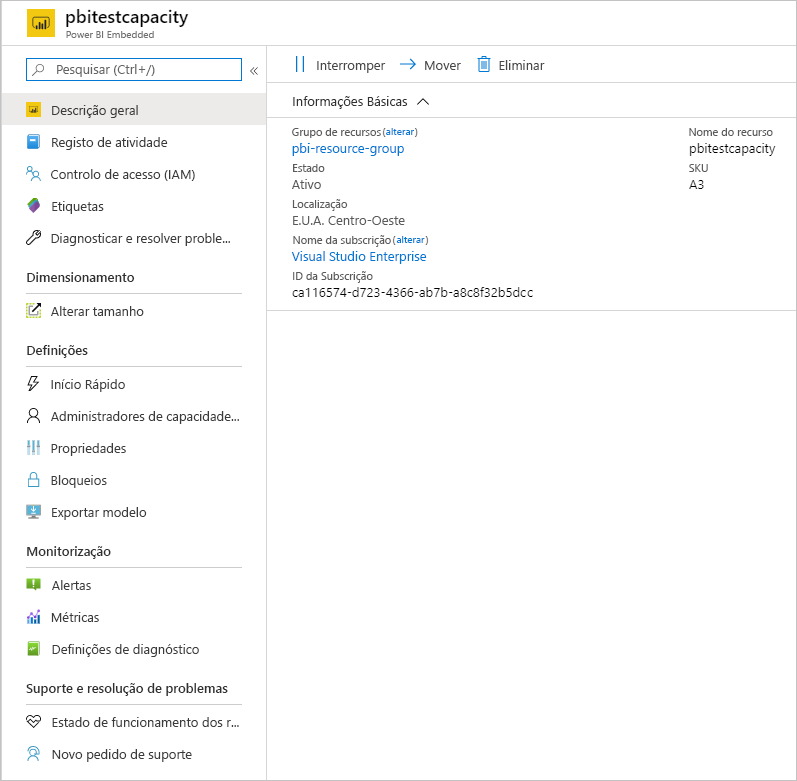 pbitestcapacity
Power BI Embedded
Pesquisar (Ctrl+/)
«
Descrição geral
Registo de atividade
Controlo de acesso (IAM)
Etiquetas
Diagnosticar e resolver proble...
Dimensionamento
Alterar tamanho
Definições
Início Rápido
Administradores de capacidade...
Propriedades
Bloqueios
Exportar modelo
Monitorização
Alertas
Métricas
Definições de diagnóstico
Suporte e resolução de problemas
Estado de funcionamento dos r...
Novo pedido de suporte
Interromper Mover Eliminar
Informações Básicas
Grupo de recursos (alterar)
pbi-resource-group
Estado
Ativo
Localização
E.U.A. Centro-Oeste
Nome da subscrição (alterar)
Visual Studio Enterprise
ID da Subscrição
ca116574-d723-4366-ab7b-a8c8f32b5dcc
Nome do recurso
pbitestcapacity
SKU
A3